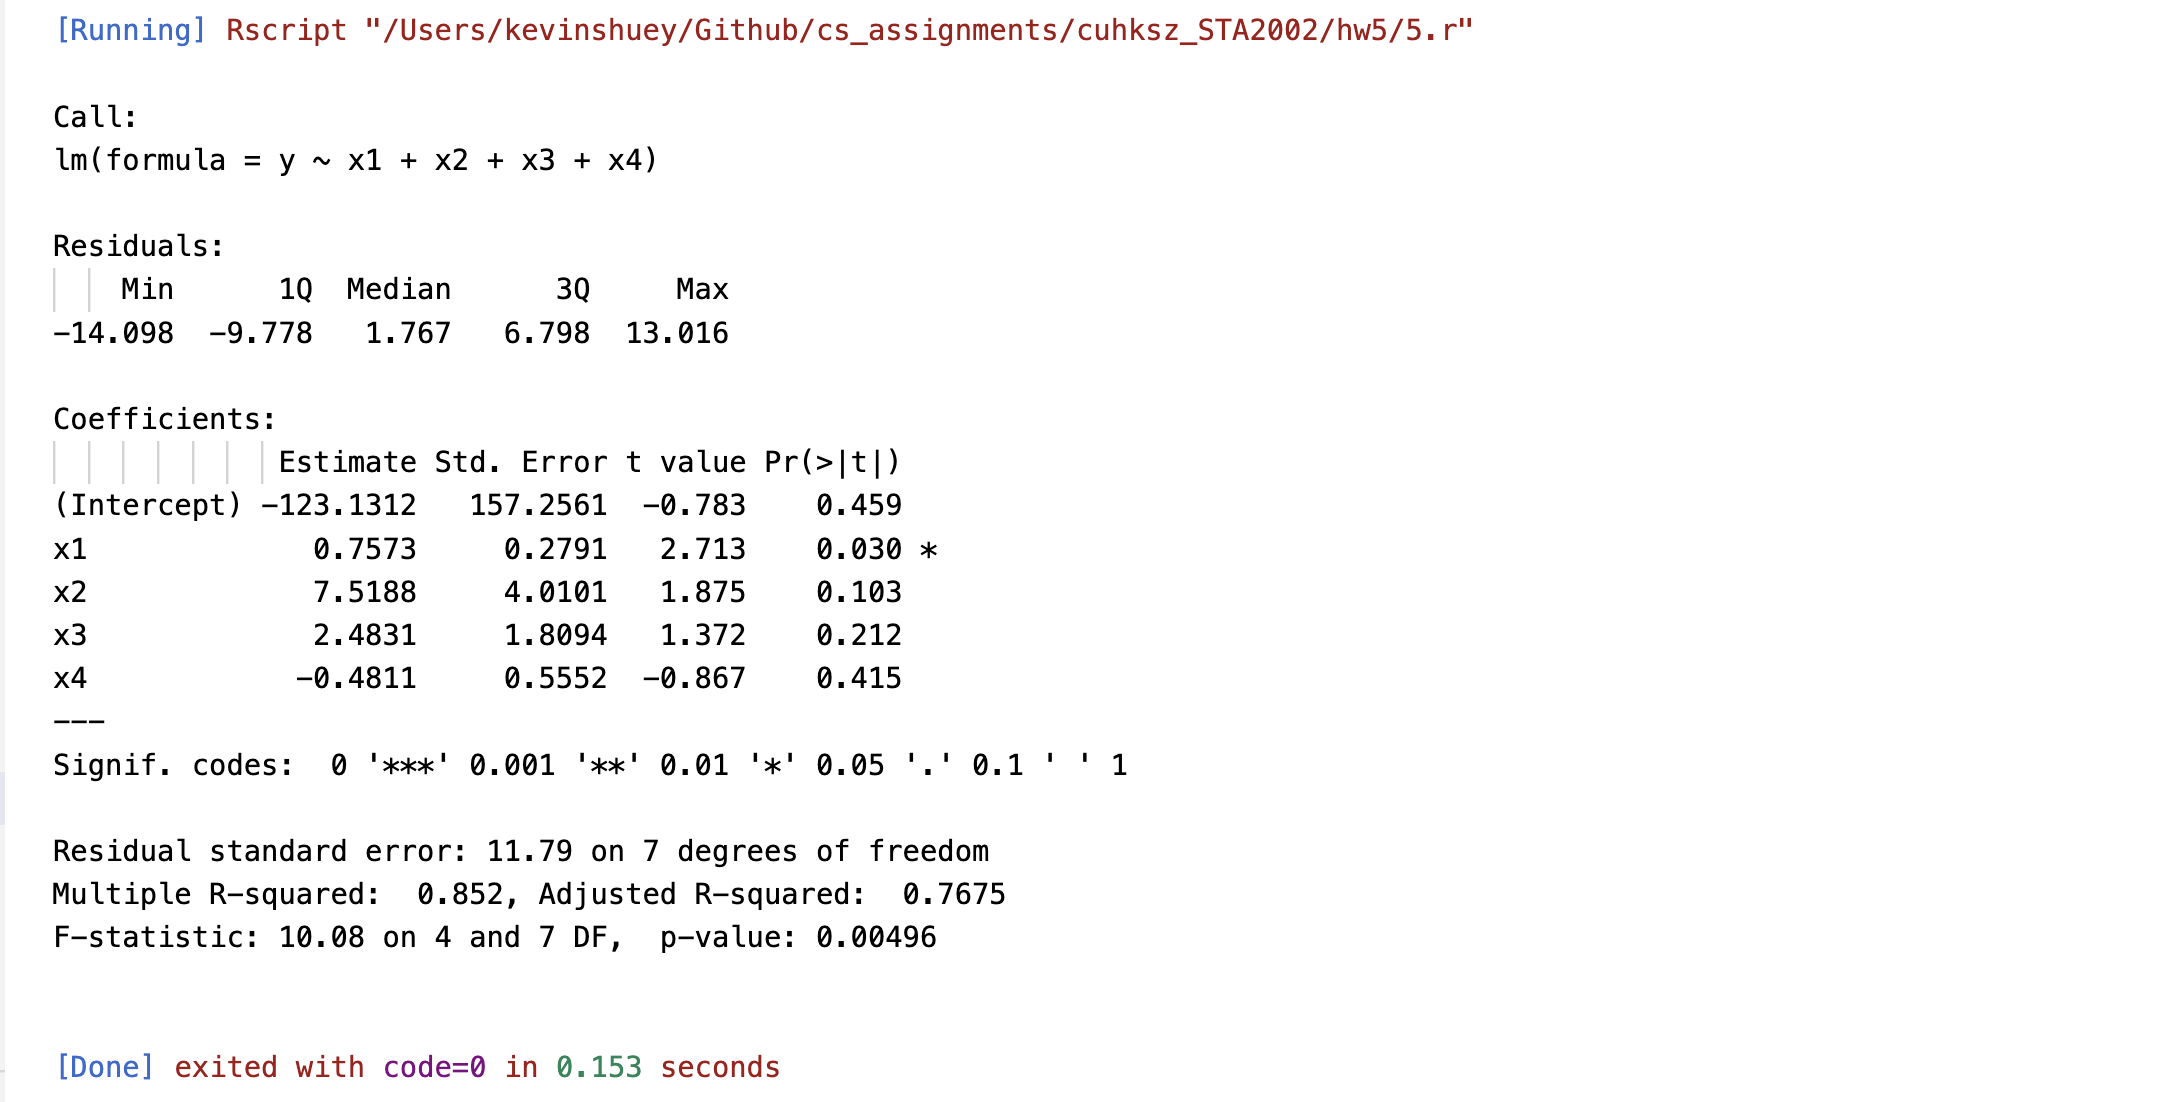 [Running] Rscript "/Users/kevinshuey/Github/cs_assignments/cuhksz_STA2002/hw5/5.r"
Call:
lm(formula = y ~ x1 + x2 + x3 + x4)
Residuals:
    Min      1Q  Median      3Q     Max
-14.098  -9.778   1.767   6.798  13.016
Coefficients:
             Estimate Std. Error t value Pr(>|t|)
(Intercept) -123.1312   157.2561  -0.783    0.459
x1             0.7573     0.2791   2.713    0.030 *
x2             7.5188     4.0101   1.875    0.103
x3             2.4831     1.8094   1.372    0.212
x4            -0.4811     0.5552  -0.867    0.415
---
Signif. codes:  0 '***' 0.001 '**' 0.01 '*' 0.05 '.' 0.1 ' ' 1
Residual standard error: 11.79 on 7 degrees of freedom
Multiple R-squared:  0.852, Adjusted R-squared:  0.7675
F-statistic: 10.08 on 4 and 7 DF,  p-value: 0.00496
[Done] exited with code=0 in 0.153 seconds